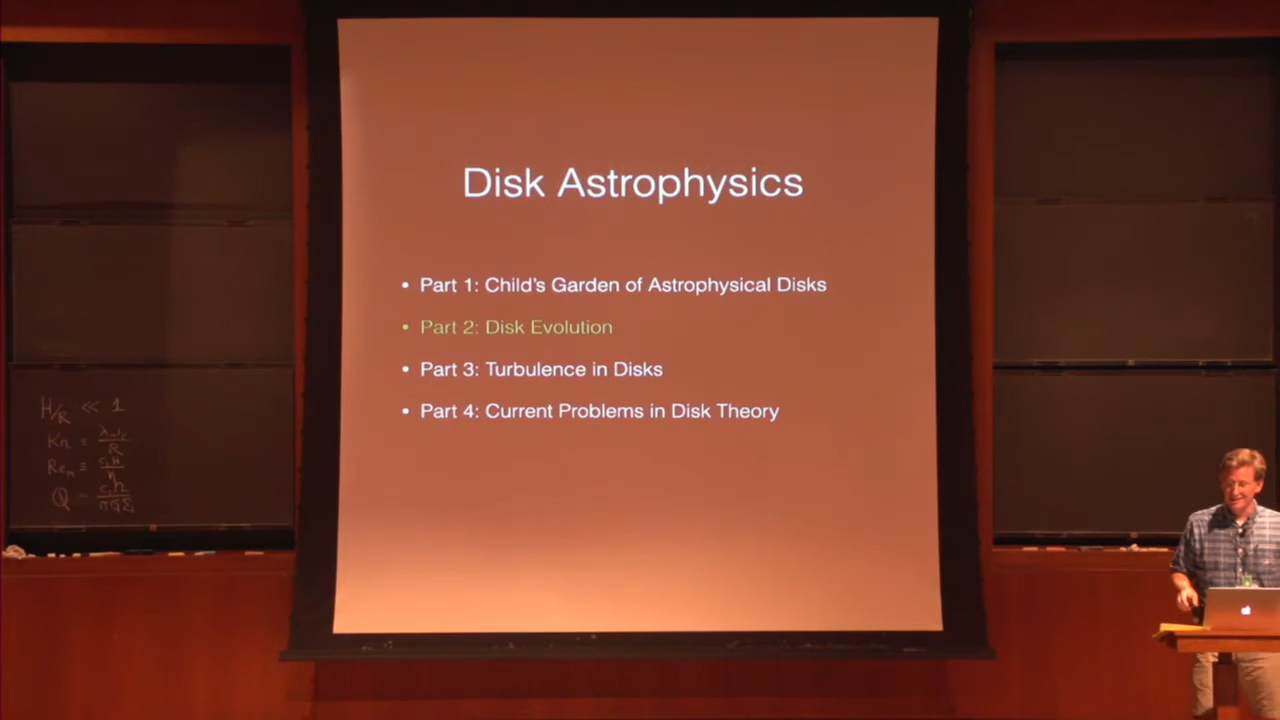 Disk Astrophysics
• Part 1: Child's Garden of Astrophysical Disks
• Part 2: Disk Evolution
• Part 3: Turbulence in Disks
• Part 4: Current Problems in Disk Theory
H/R ≪ 1
Kn =
Q